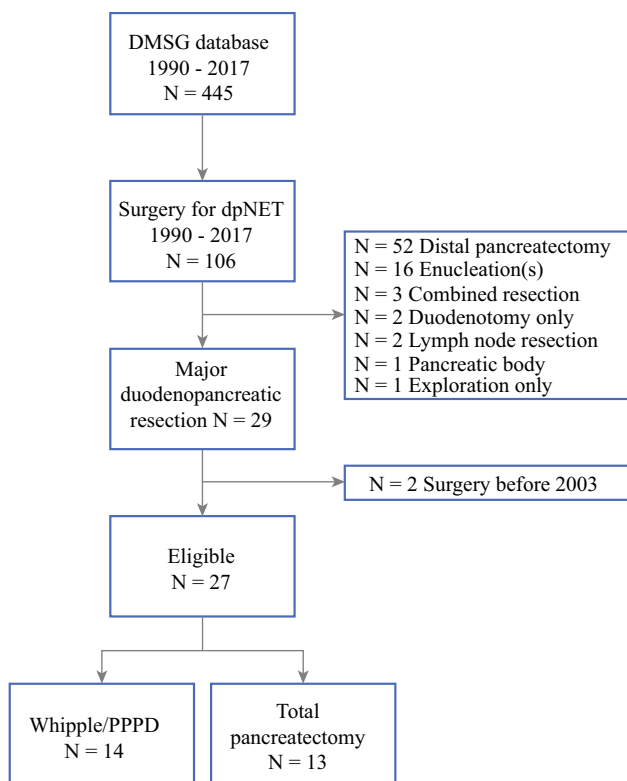 DMSG database
1990 - 2017
N = 445
Surgery for dpNET
1990 - 2017
N = 106
N = 52 Distal pancreatectomy
N = 16 Enucleation(s)
N = 3 Combined resection
N = 2 Duodenotomy only
N = 2 Lymph node resection
N = 1 Pancreatic body
N = 1 Exploration only
Major
duodenopancreatic
resection N = 29
N = 2 Surgery before 2003
Eligible
N = 27
Whipple/PPPD
N = 14
Total
pancreatectomy
N = 13